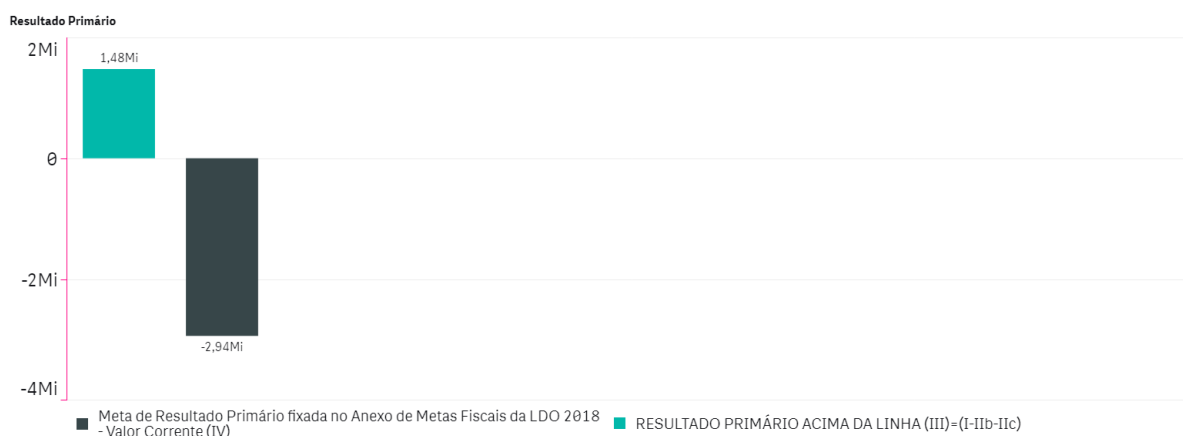 Resultado Primário
2Mi
1,48Mi
0
-2Mi
-2,94Mi
-4Mi
Meta de Resultado Primário fixada no Anexo de Metas Fiscais da LDO 2018
- Valor Corrente (IV)
RESULTADO PRIMÁRIO ACIMA DA LINHA (III)=(I-IIb-IIc)